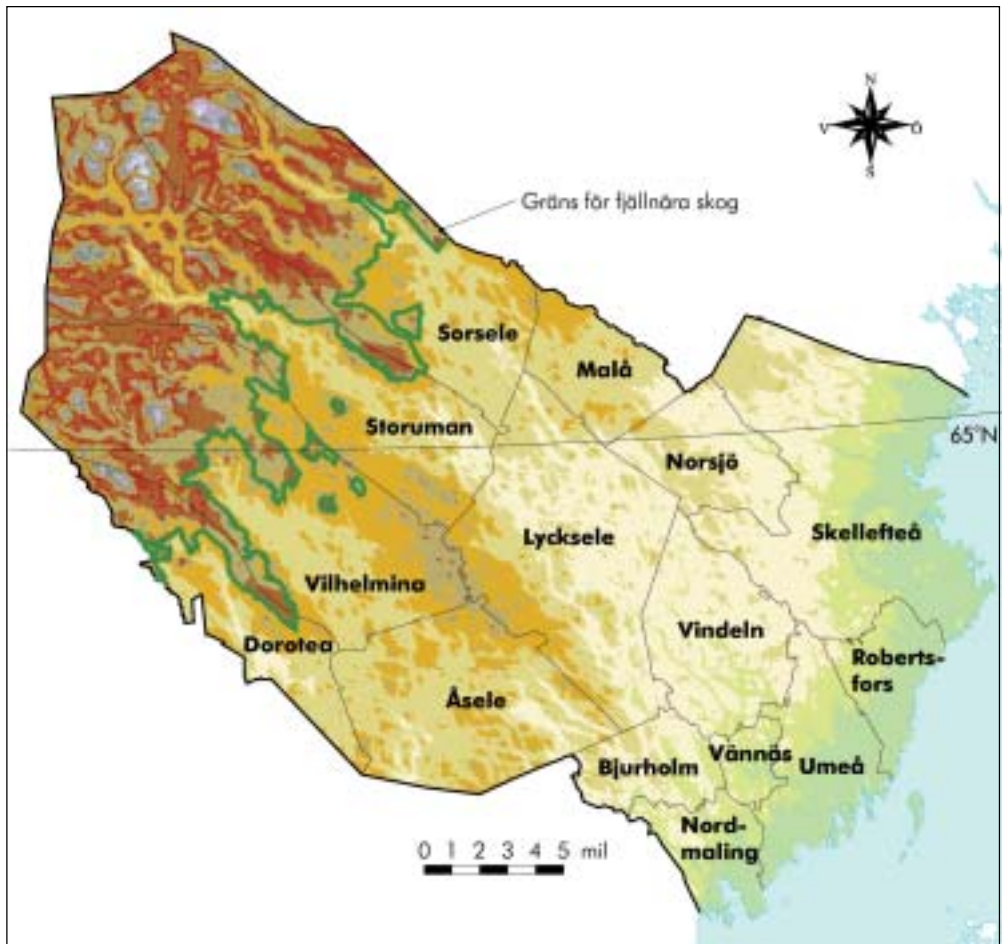 N
V Ö
S
Gräns för fjällnära skog
Sorsele
Malå
Storuman
65°N
Norsjö
Skellefteå
Lycksele
Vilhelmina
Vindeln
Dorotea
Roberts-
fors
Åsele
Vännäs
Bjurholm
Umeå
Nord-
maling
0 1 2 3 4 5 mil